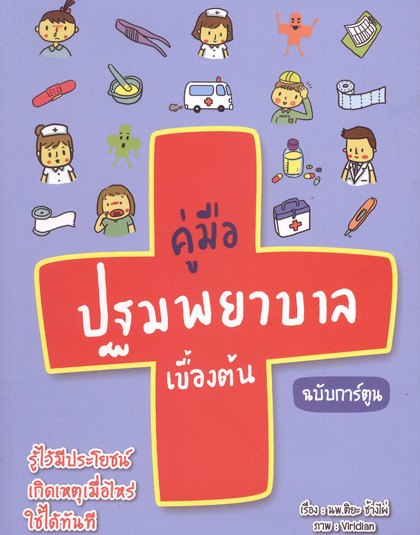 คู่มือ
ปฐมพยาบาล
เบื้องต้น
ฉบับการ์ตูน
รู้ไว้มีประโยชน์
เกิดเหตุเมื่อไหร่
ใช้ได้ทันที
เรื่อง : นพ.ติยะ ช้างไผ่
ภาพ : Viridian